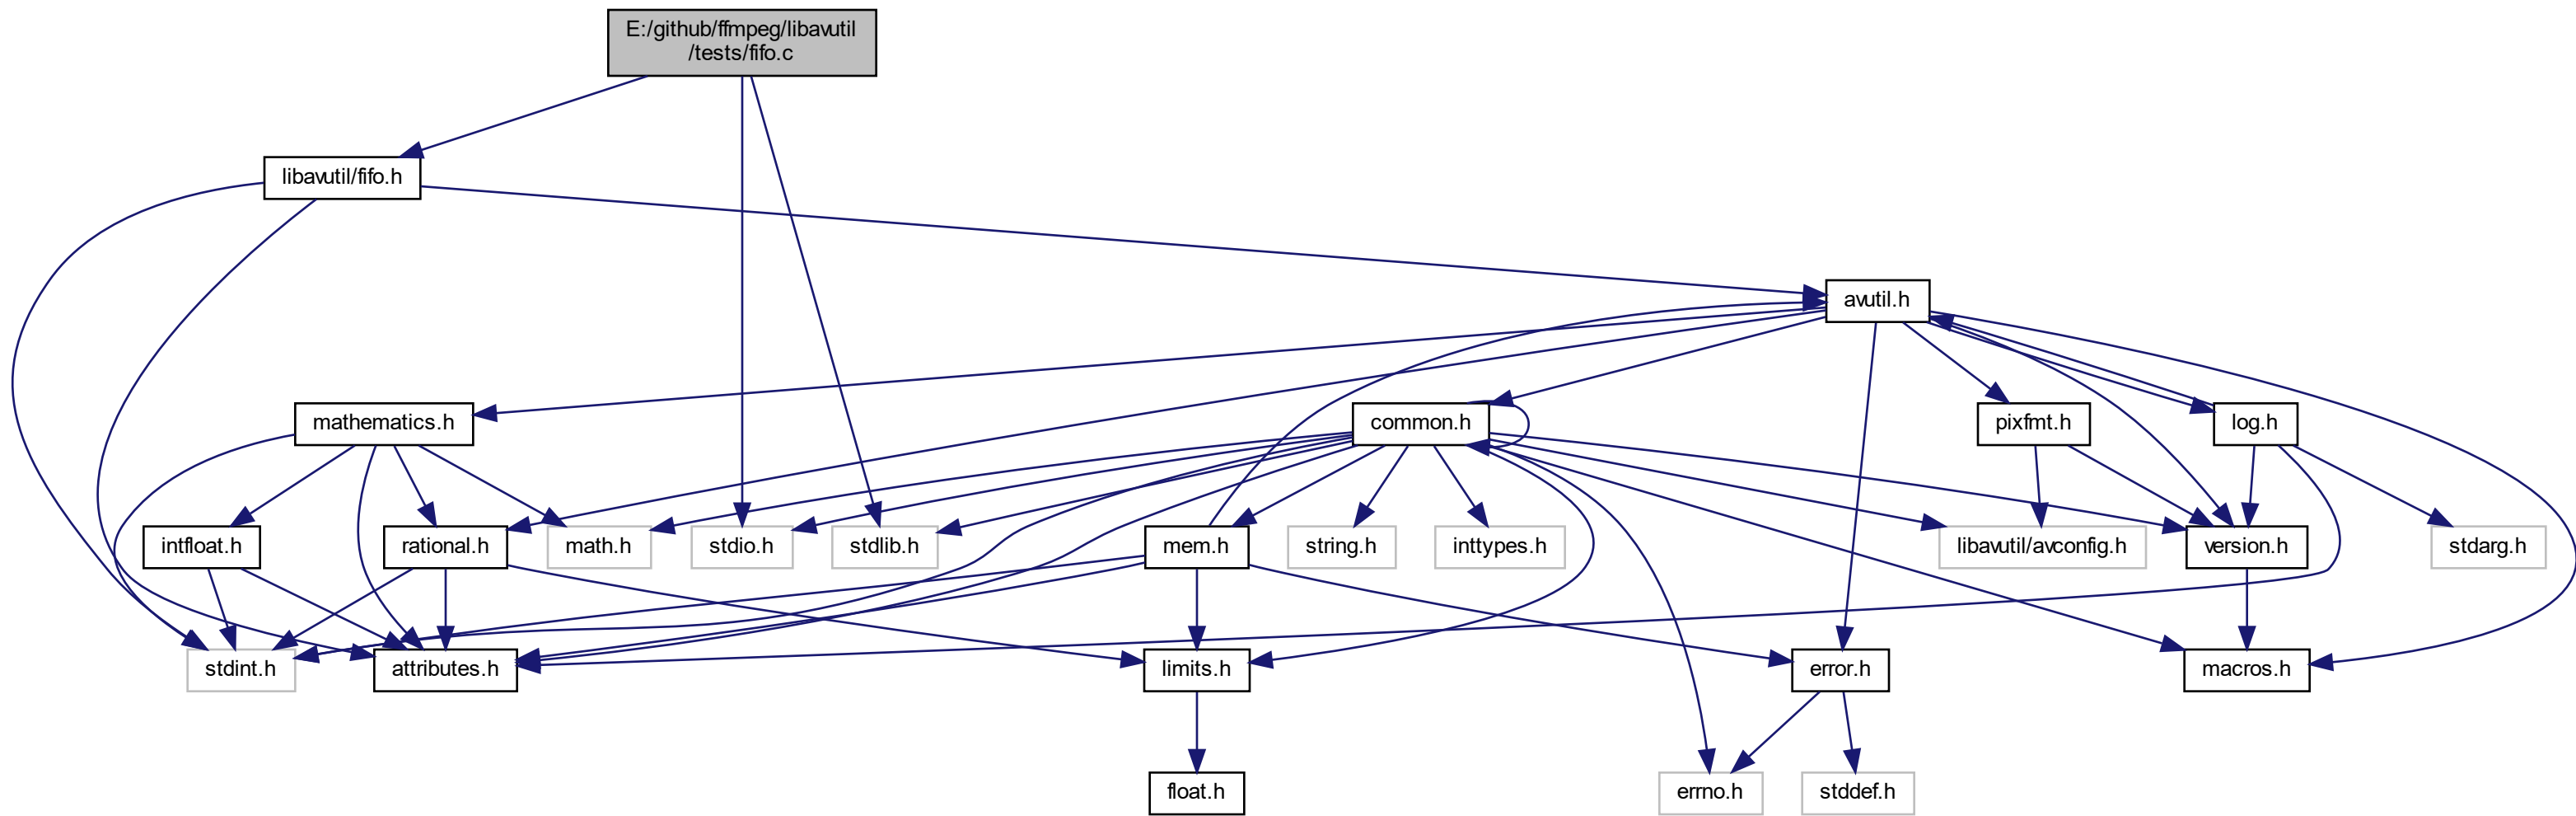 E:/github/ffmpeg/libavutil
/tests/fifo.c
libavutil/fifo.h
avutil.h
mathematics.h
common.h
pixfmt.h
log.h
intfloat.h
rational.h
math.h
stdio.h
stdlib.h
mem.h
string.h
inttypes.h
libavutil/avconfig.h
version.h
stdarg.h
stdint.h
attributes.h
limits.h
error.h
macros.h
float.h
errno.h
stddef.h